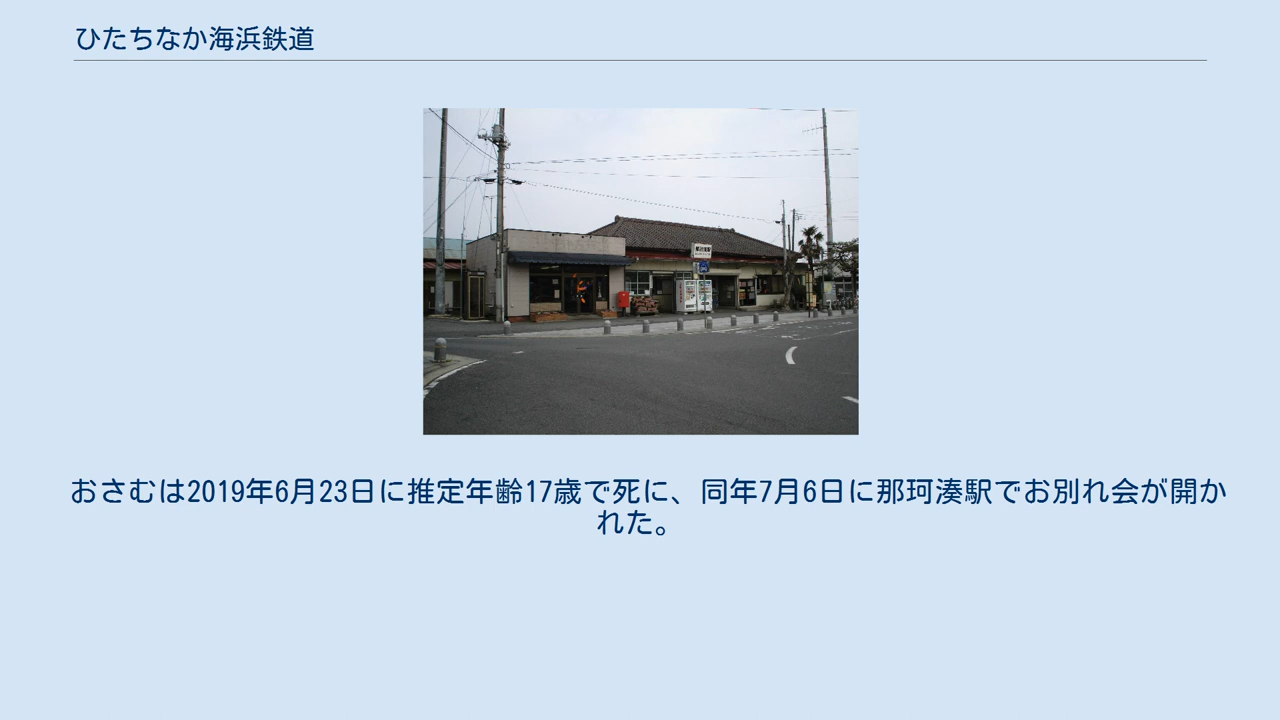 ひたちなか海浜鉄道
おさむは2019年6月23日に推定年齢17歳で死に、同年7月6日に那珂湊駅でお別れ会が開か
れた。